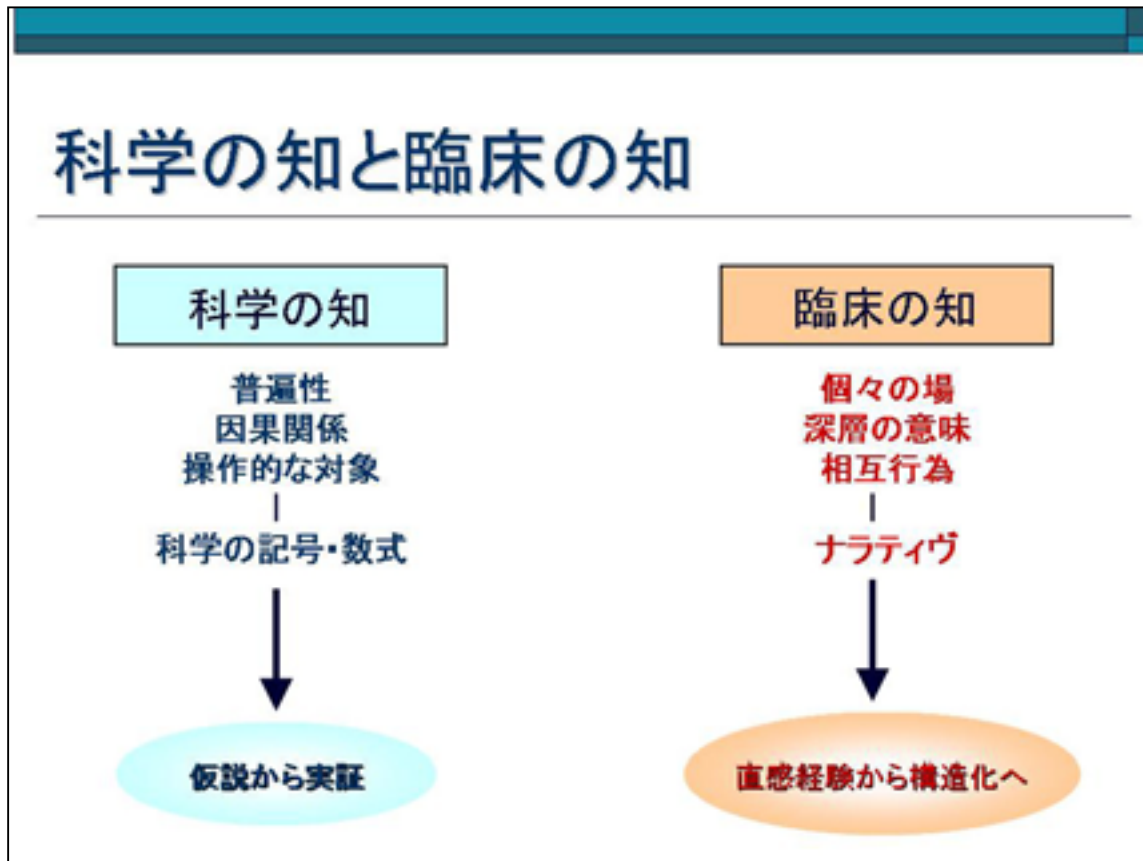 科学の知と臨床の知
科学の知
普遍性
因果関係
操作的な対象
科学の記号・数式
仮説から実証
臨床の知
個々の場
深層の意味
相互行為
ナラティヴ
直感経験から構造化へ